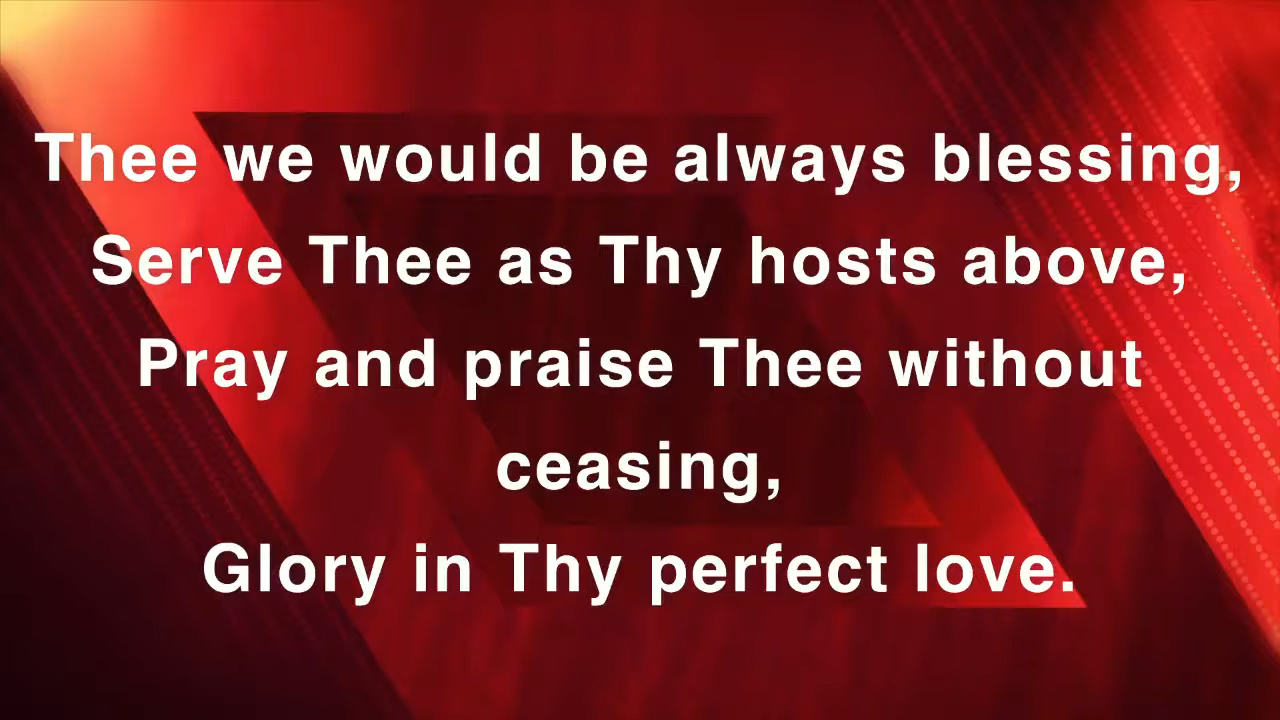 Thee we would be always blessing,
Serve Thee as Thy hosts above,
Pray and praise Thee without
ceasing,
Glory in Thy perfect love.